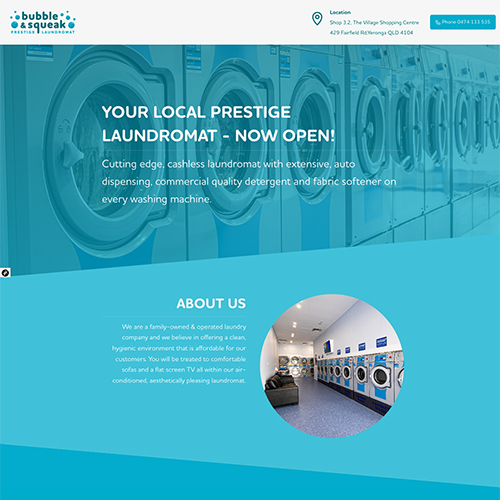 bubble
& squeak
PRESTIGE LAUNDROMAT
Location
Shop 3 2, The Village Shopping Centre
429 Fairfield Rd,Yeronga QLD 4104
Phone 0474 133 535
YOUR LOCAL PRESTIGE
LAUNDROMAT - NOW OPEN!
Cutting edge, cashless laundromat with extensive, auto
dispensing, commercial quality detergent and fabric softener on
every washing machine.
ABOUT US
We are a family-owned & operated laundry
company and we believe in offering a clean,
hygienic environment that is affordable for our
customers. You will be treated to comfortable
sofas and a flat screen TV all within our air-
conditioned, aesthetically pleasing laundromat.